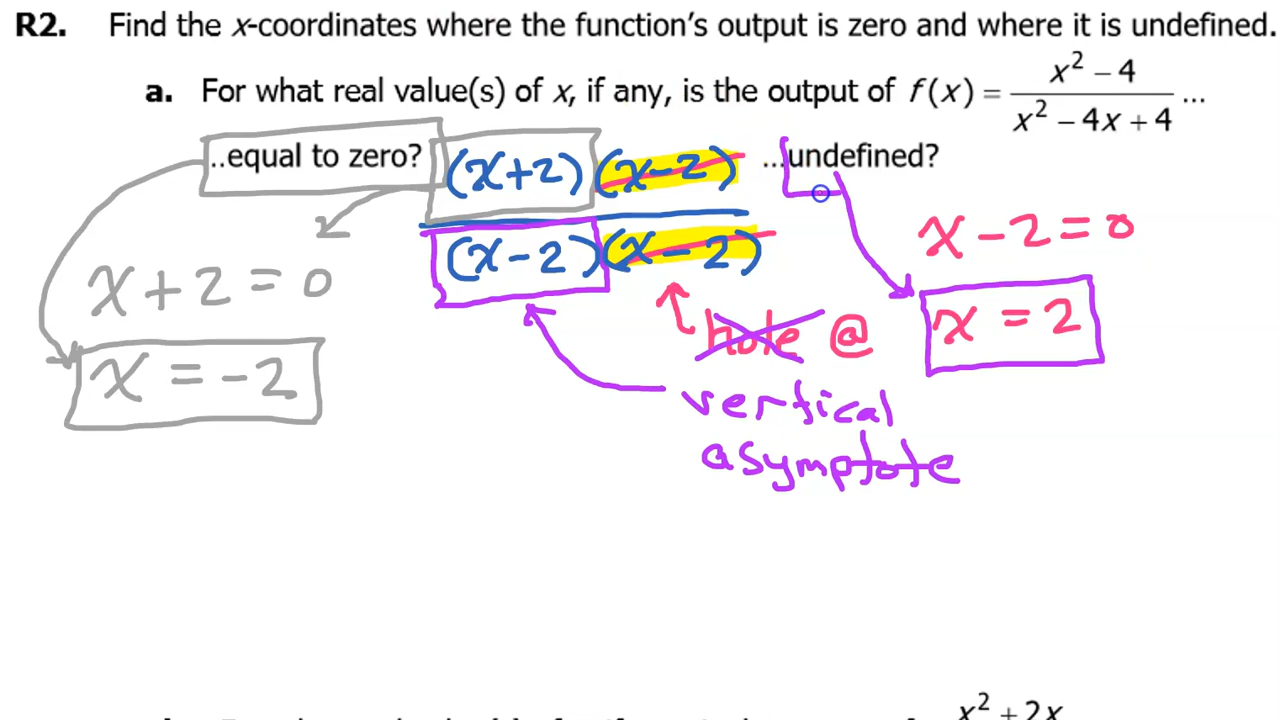 R2. Find the x-coordinates where the function's output is zero and where it is undefined.
a. For what real value(s) of x, if any, is the output of f(x) = (x² – 4)/(x² – 4x + 4) ...
..equal to zero?
(x+2)(x-2)
...undefined?
(x-2)(x-2)
x-2=0
x+2=0
hole @
x=2
x=-2
vertical
asymptote
x² + 2x